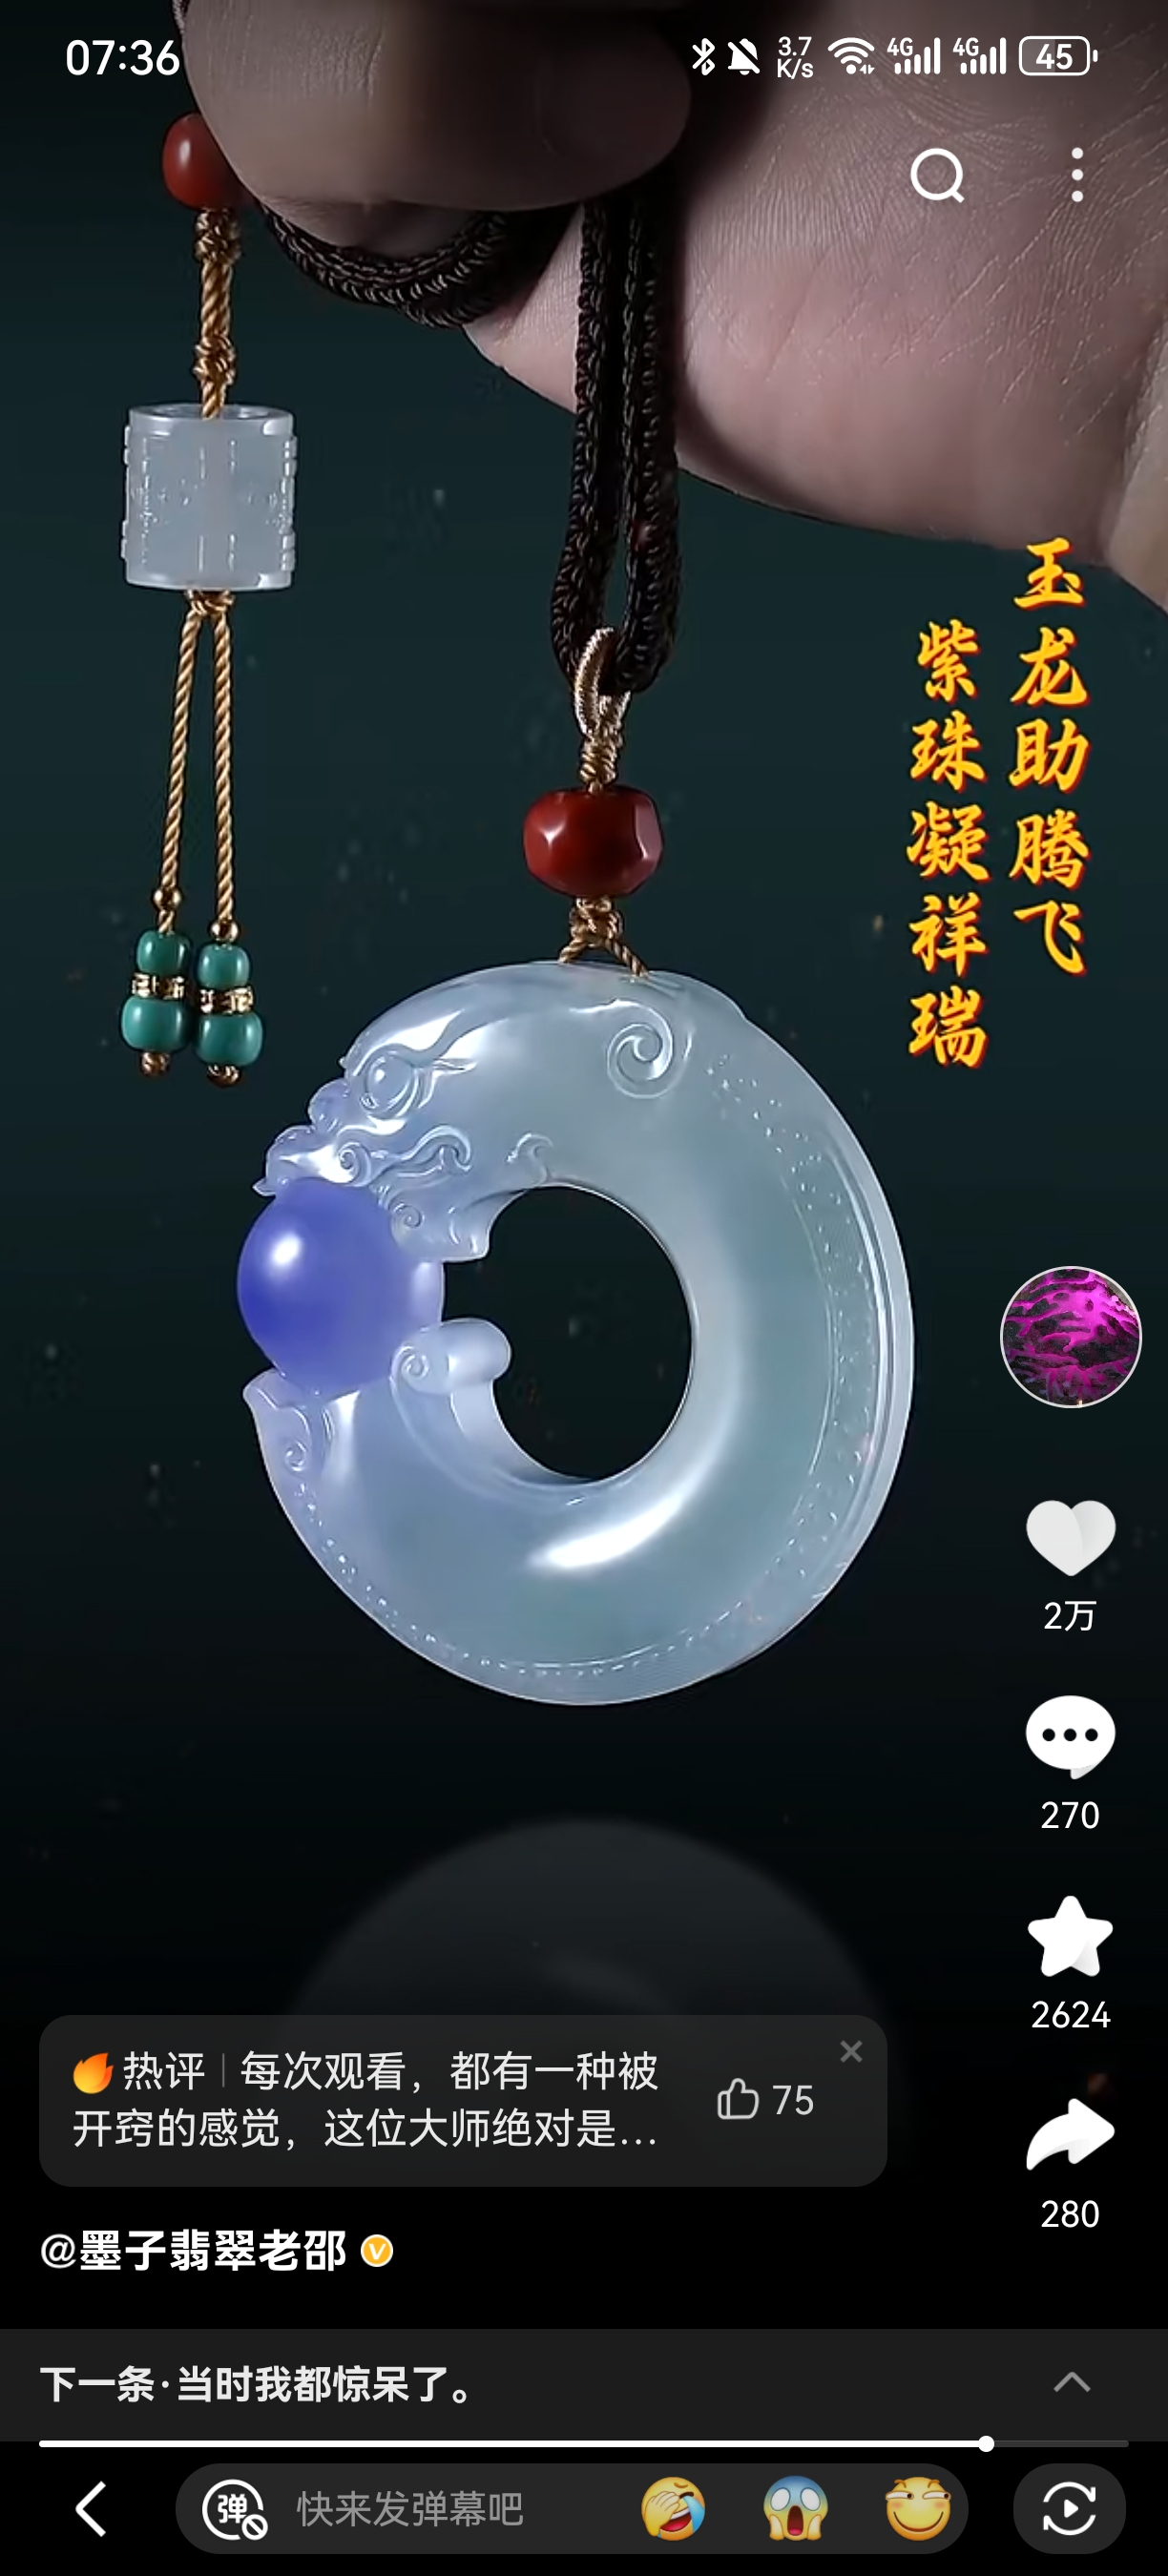 07:36
3.7
K/s
4G
4G
45
玉龙助腾飞
紫珠凝祥瑞
2万
270
2624
280
热评｜每次观看，都有一种被
开窍的感觉，这位大师绝对是...
75
@墨子翡翠老邵
下一条·当时我都惊呆了。
弹
快来发弹幕吧